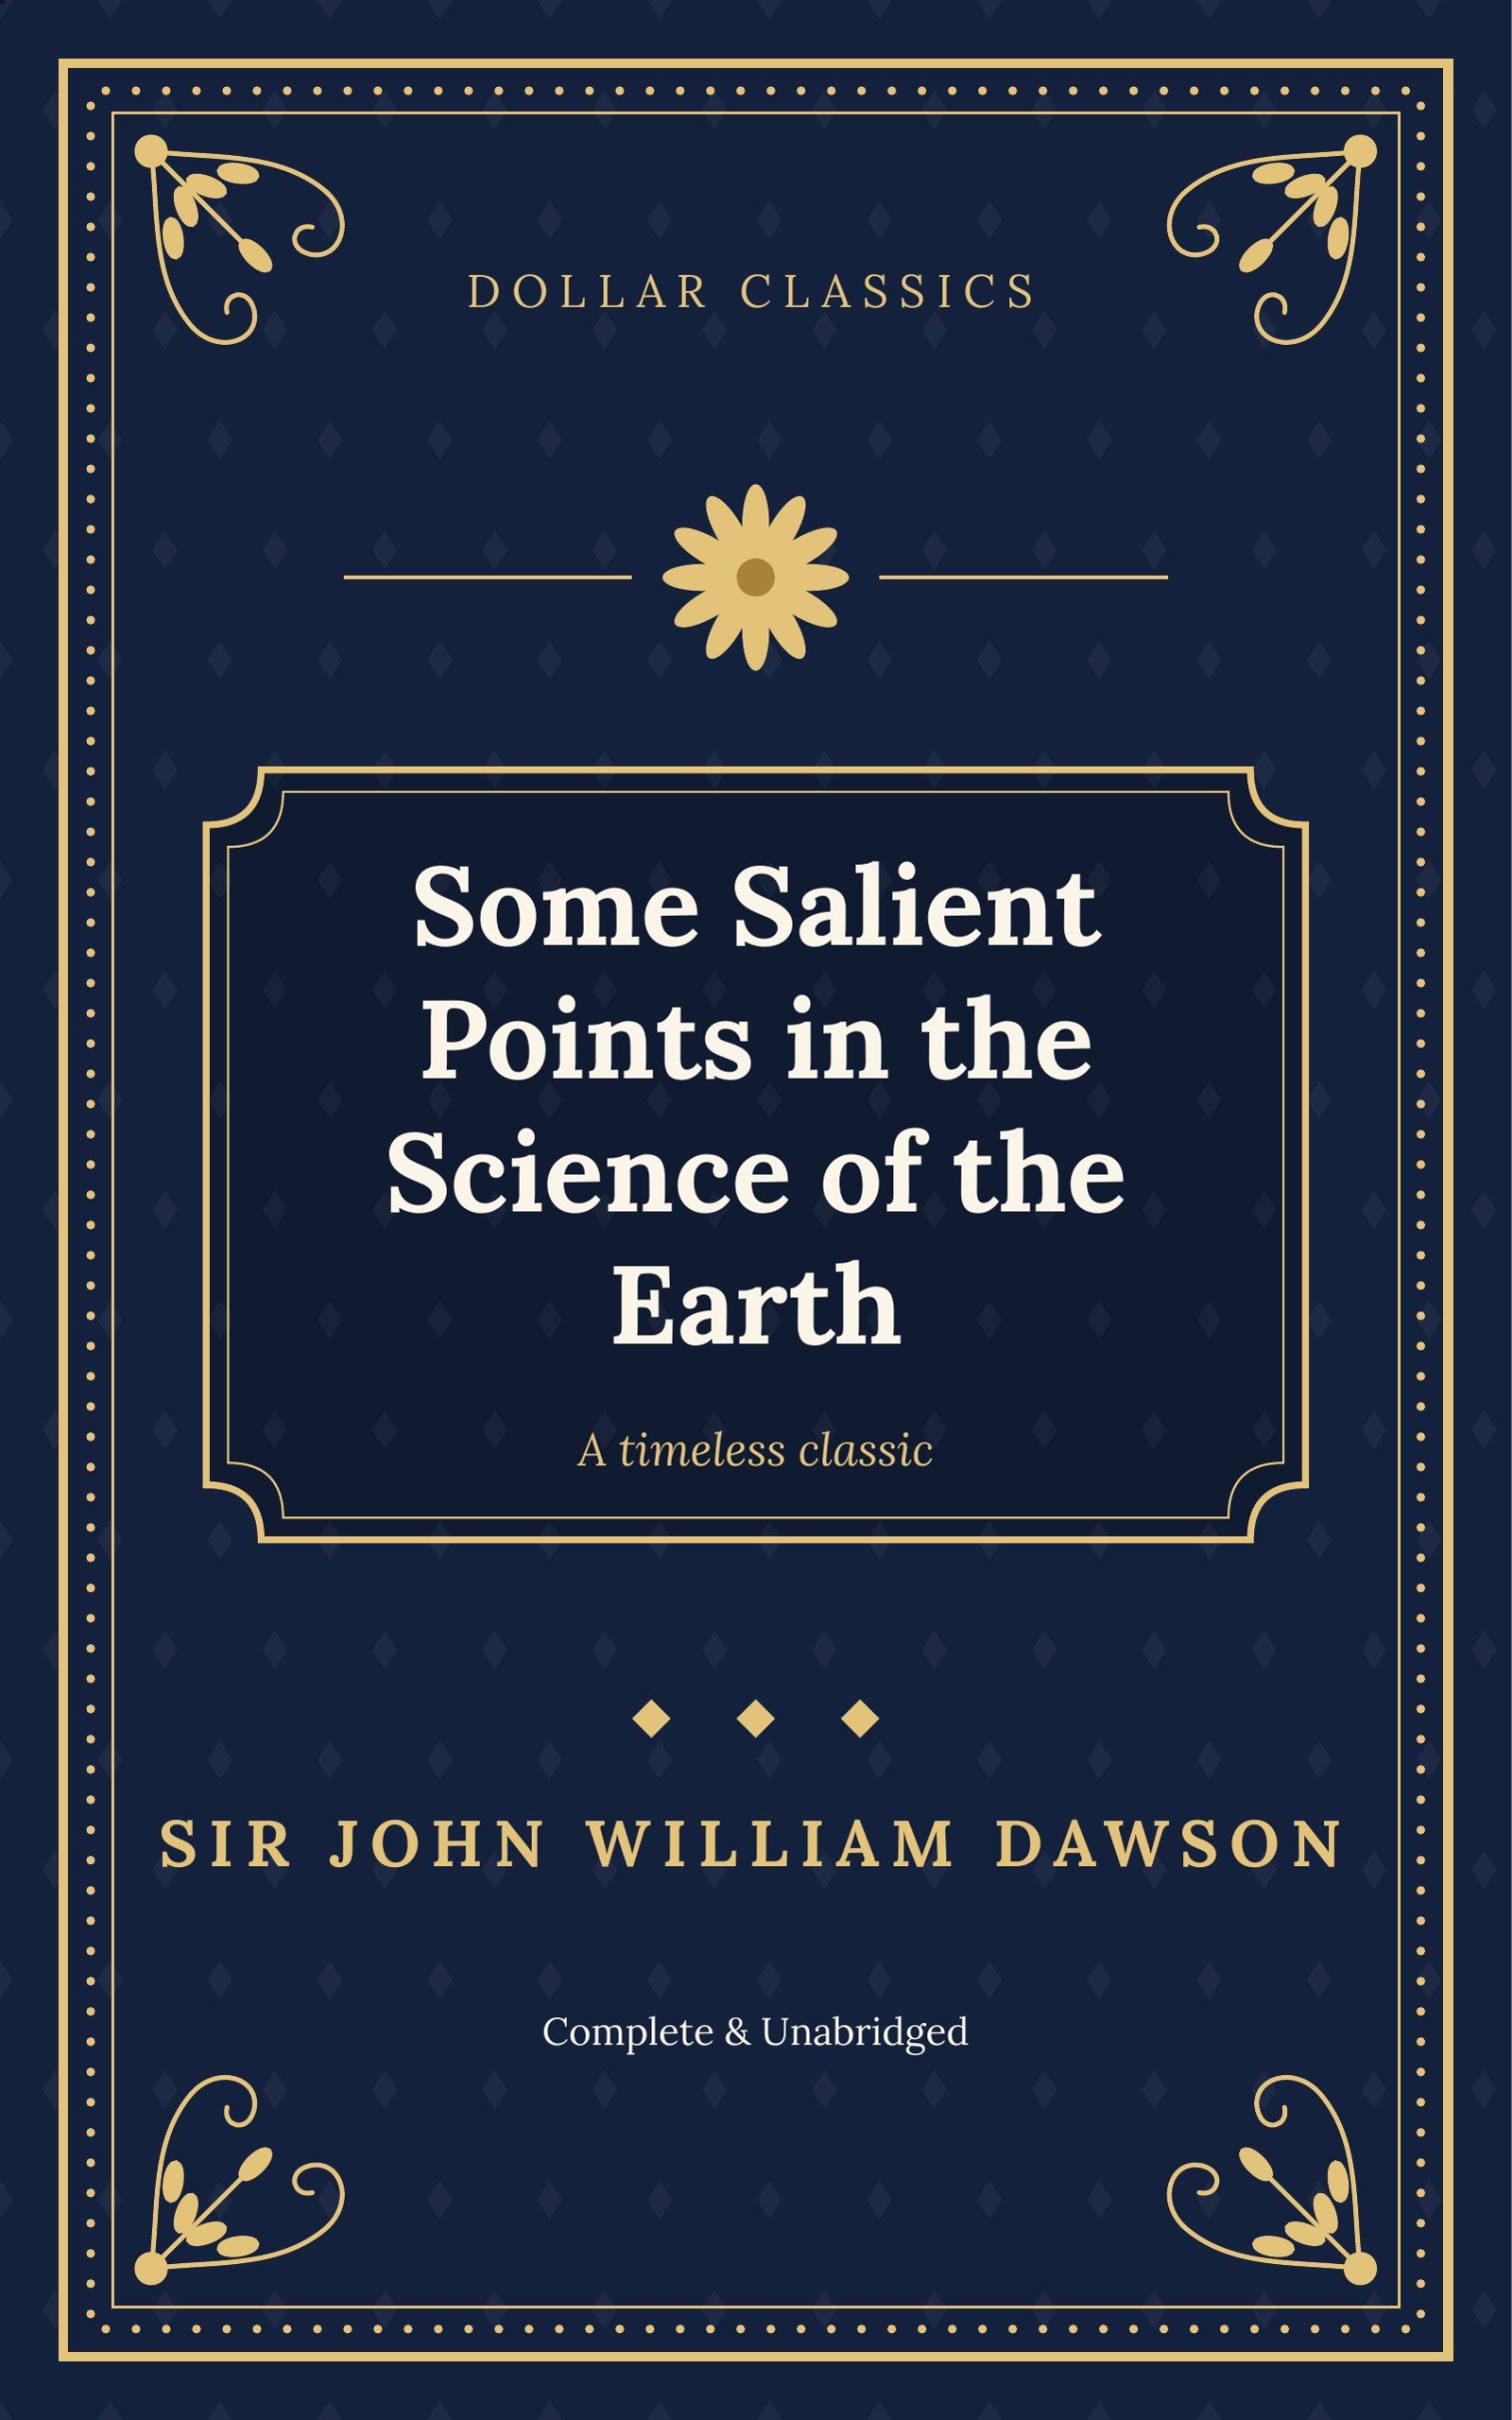 DOLLAR CLASSICS
Some Salient
Points in the
Science of the
Earth
A timeless classic
SIR JOHN WILLIAM DAWSON
Complete & Unabridged